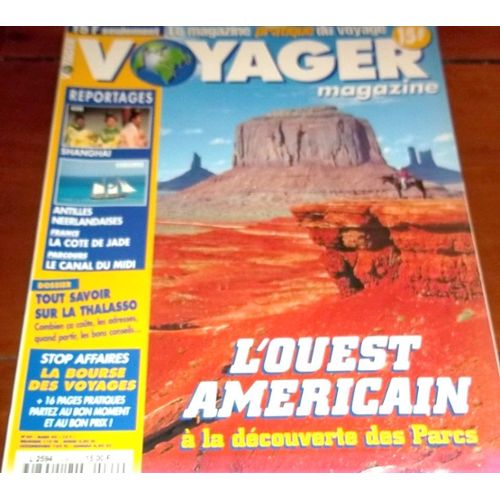 15 F seulement le magazine pratique du voyage
15F
VOYAGER
magazine
REPORTAGES
SHANGHAI
ANTILLES
NEERLANDAISES
FRANCE
LA COTE DE JADE
PARCOURS
LE CANAL DU MIDI
DOSSIER
TOUT SAVOIR
SUR LA THALASSO
Combien ça coûte, les adresses,
quand partir, les bons conseils...
STOP AFFAIRES
LA BOURSE
DES VOYAGES
+ 16 PAGES PRATIQUES
PARTEZ AU BON MOMENT
ET AU BON PRIX !
L'OUEST
AMERICAIN
à la découverte des Parcs
L 2594
15,00 F